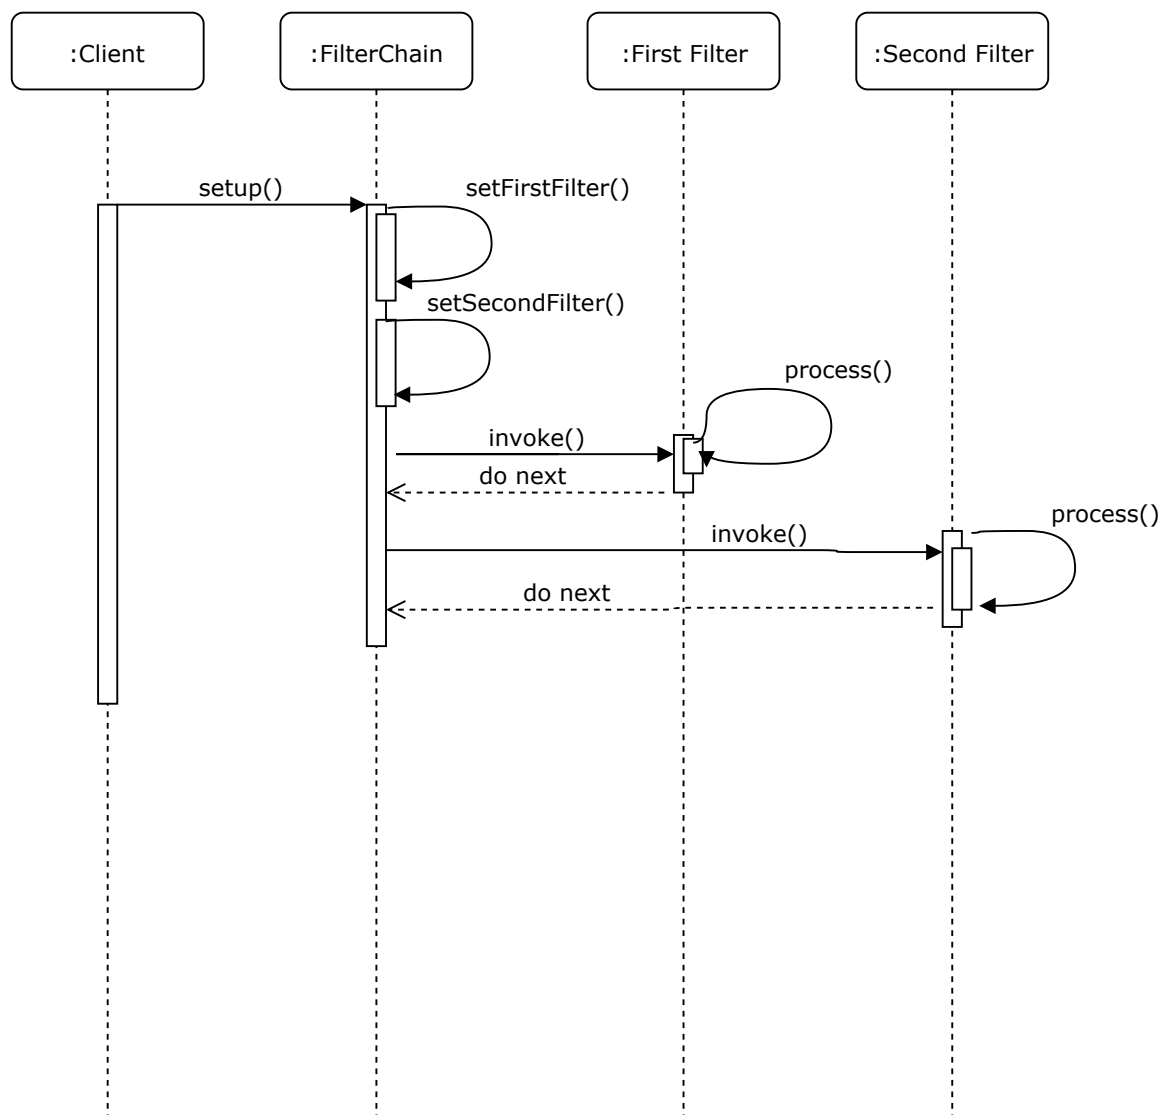 :Client
:FilterChain
:First Filter
:Second Filter
setup()
setFirstFilter()
setSecondFilter()
process()
invoke()
do next
process()
invoke()
do next